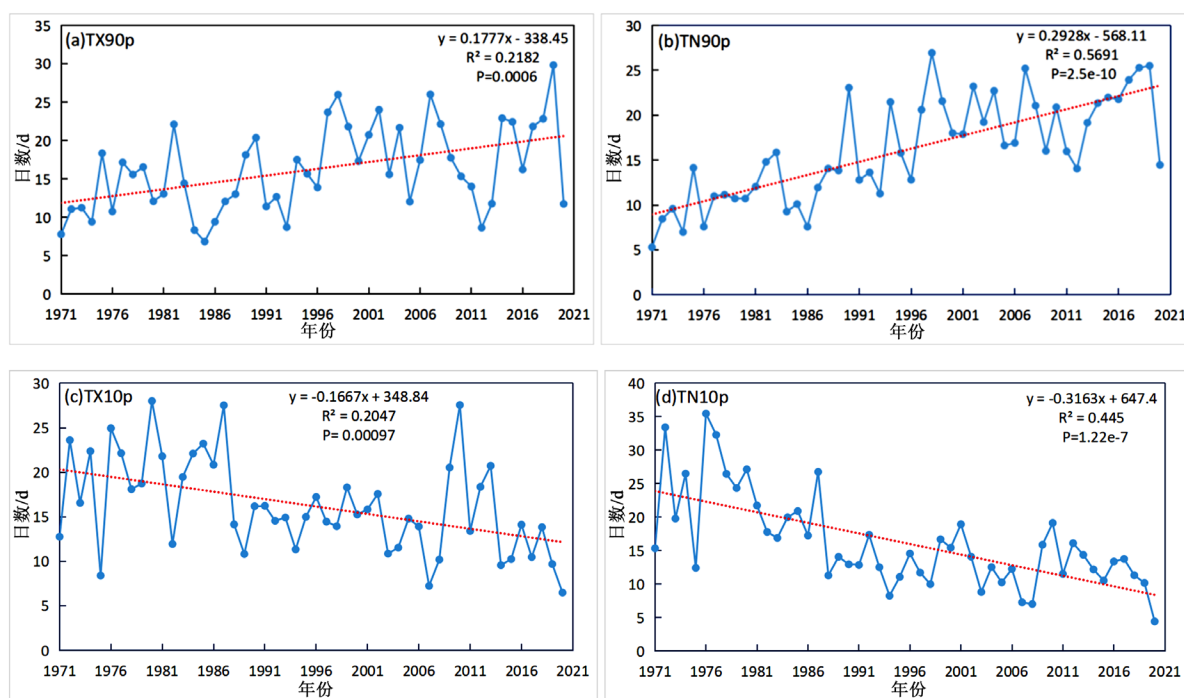 (a)TX90p
y = 0.1777x - 338.45
R² = 0.2182
P=0.0006
35
30
25
20
15
10
5
0
日数/d
1971 1976 1981 1986 1991 1996 2001 2006 2011 2016 2021
年份
(b)TN90p
y = 0.2928x - 568.11
R² = 0.5691
P=2.5e-10
30
25
20
15
10
5
0
日数/d
1971 1976 1981 1986 1991 1996 2001 2006 2011 2016 2021
年份
(c)TX10p
y = -0.1667x + 348.84
R² = 0.2047
P= 0.00097
30
25
20
15
10
5
0
日数/d
1971 1976 1981 1986 1991 1996 2001 2006 2011 2016 2021
年份
(d)TN10p
y = -0.3163x + 647.4
R² = 0.445
P=1.22e-7
40
35
30
25
20
15
10
5
0
日数/d
1971 1976 1981 1986 1991 1996 2001 2006 2011 2016 2021
年份